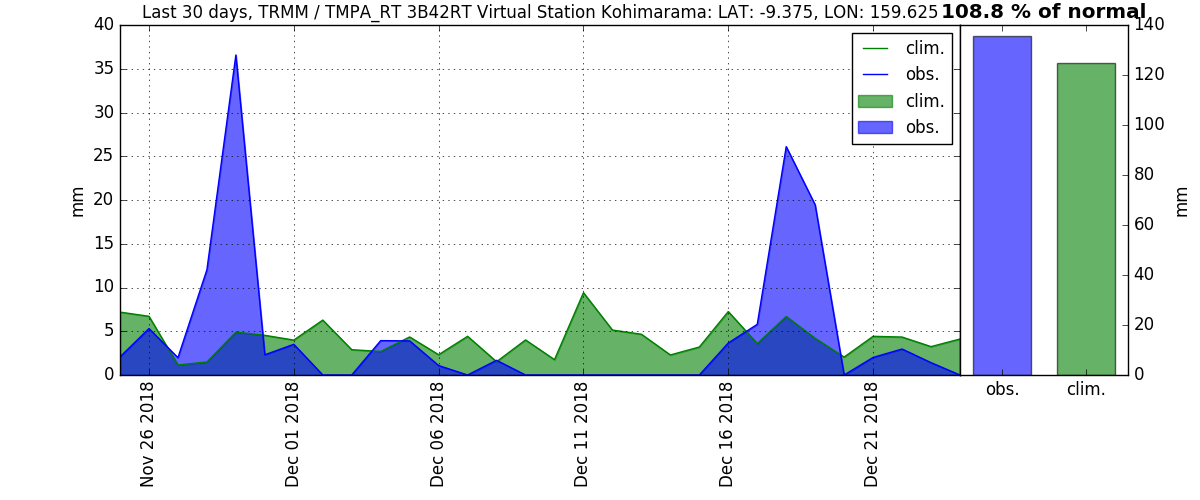 Last 30 days, TRMM / TMPA_RT 3B42RT Virtual Station Kohimarama: LAT: -9.375, LON: 159.625
108.8 % of normal
40
35
30
25
20
15
10
5
0
mm
clim.
obs.
clim.
obs.
Nov 26 2018
Dec 01 2018
Dec 06 2018
Dec 11 2018
Dec 16 2018
Dec 21 2018
140
120
100
80
60
40
20
0
mm
obs.
clim.